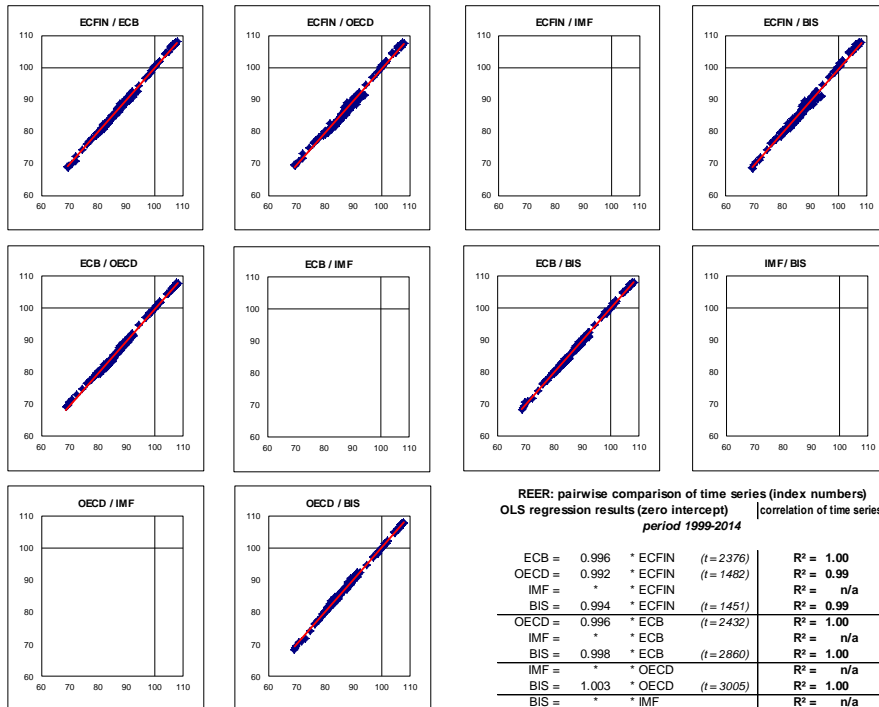 ECFIN / ECB
110
100
90
80
70
60
60 70 80 90 100 110
ECFIN / OECD
110
100
90
80
70
60
60 70 80 90 100 110
ECFIN / IMF
110
100
90
80
70
60
60 70 80 90 100 110
ECFIN / BIS
110
100
90
80
70
60
60 70 80 90 100 110
ECB / OECD
110
100
90
80
70
60
60 70 80 90 100 110
ECB / IMF
110
100
90
80
70
60
60 70 80 90 100 110
ECB / BIS
110
100
90
80
70
60
60 70 80 90 100 110
IMF/ BIS
110
100
90
80
70
60
60 70 80 90 100 110
OECD / IMF
110
100
90
80
70
60
60 70 80 90 100 110
OECD / BIS
110
100
90
80
70
60
60 70 80 90 100 110
REER: pairwise comparison of time series (index numbers)
OLS regression results (zero intercept) correlation of time series
period 1999-2014
ECB = 0.996 * ECFIN (t = 2376) R² = 1.00
OECD = 0.992 * ECFIN (t = 1482) R² = 0.99
IMF = * * ECFIN R² = n/a
BIS = 0.994 * ECFIN (t = 1451) R² = 0.99
OECD = 0.996 * ECB (t = 2432) R² = 1.00
IMF = * * ECB R² = n/a
BIS = 0.998 * ECB (t = 2860) R² = 1.00
IMF = * * OECD R² = n/a
BIS = 1.003 * OECD (t = 3005) R² = 1.00
BIS = * * IMF R² = n/a